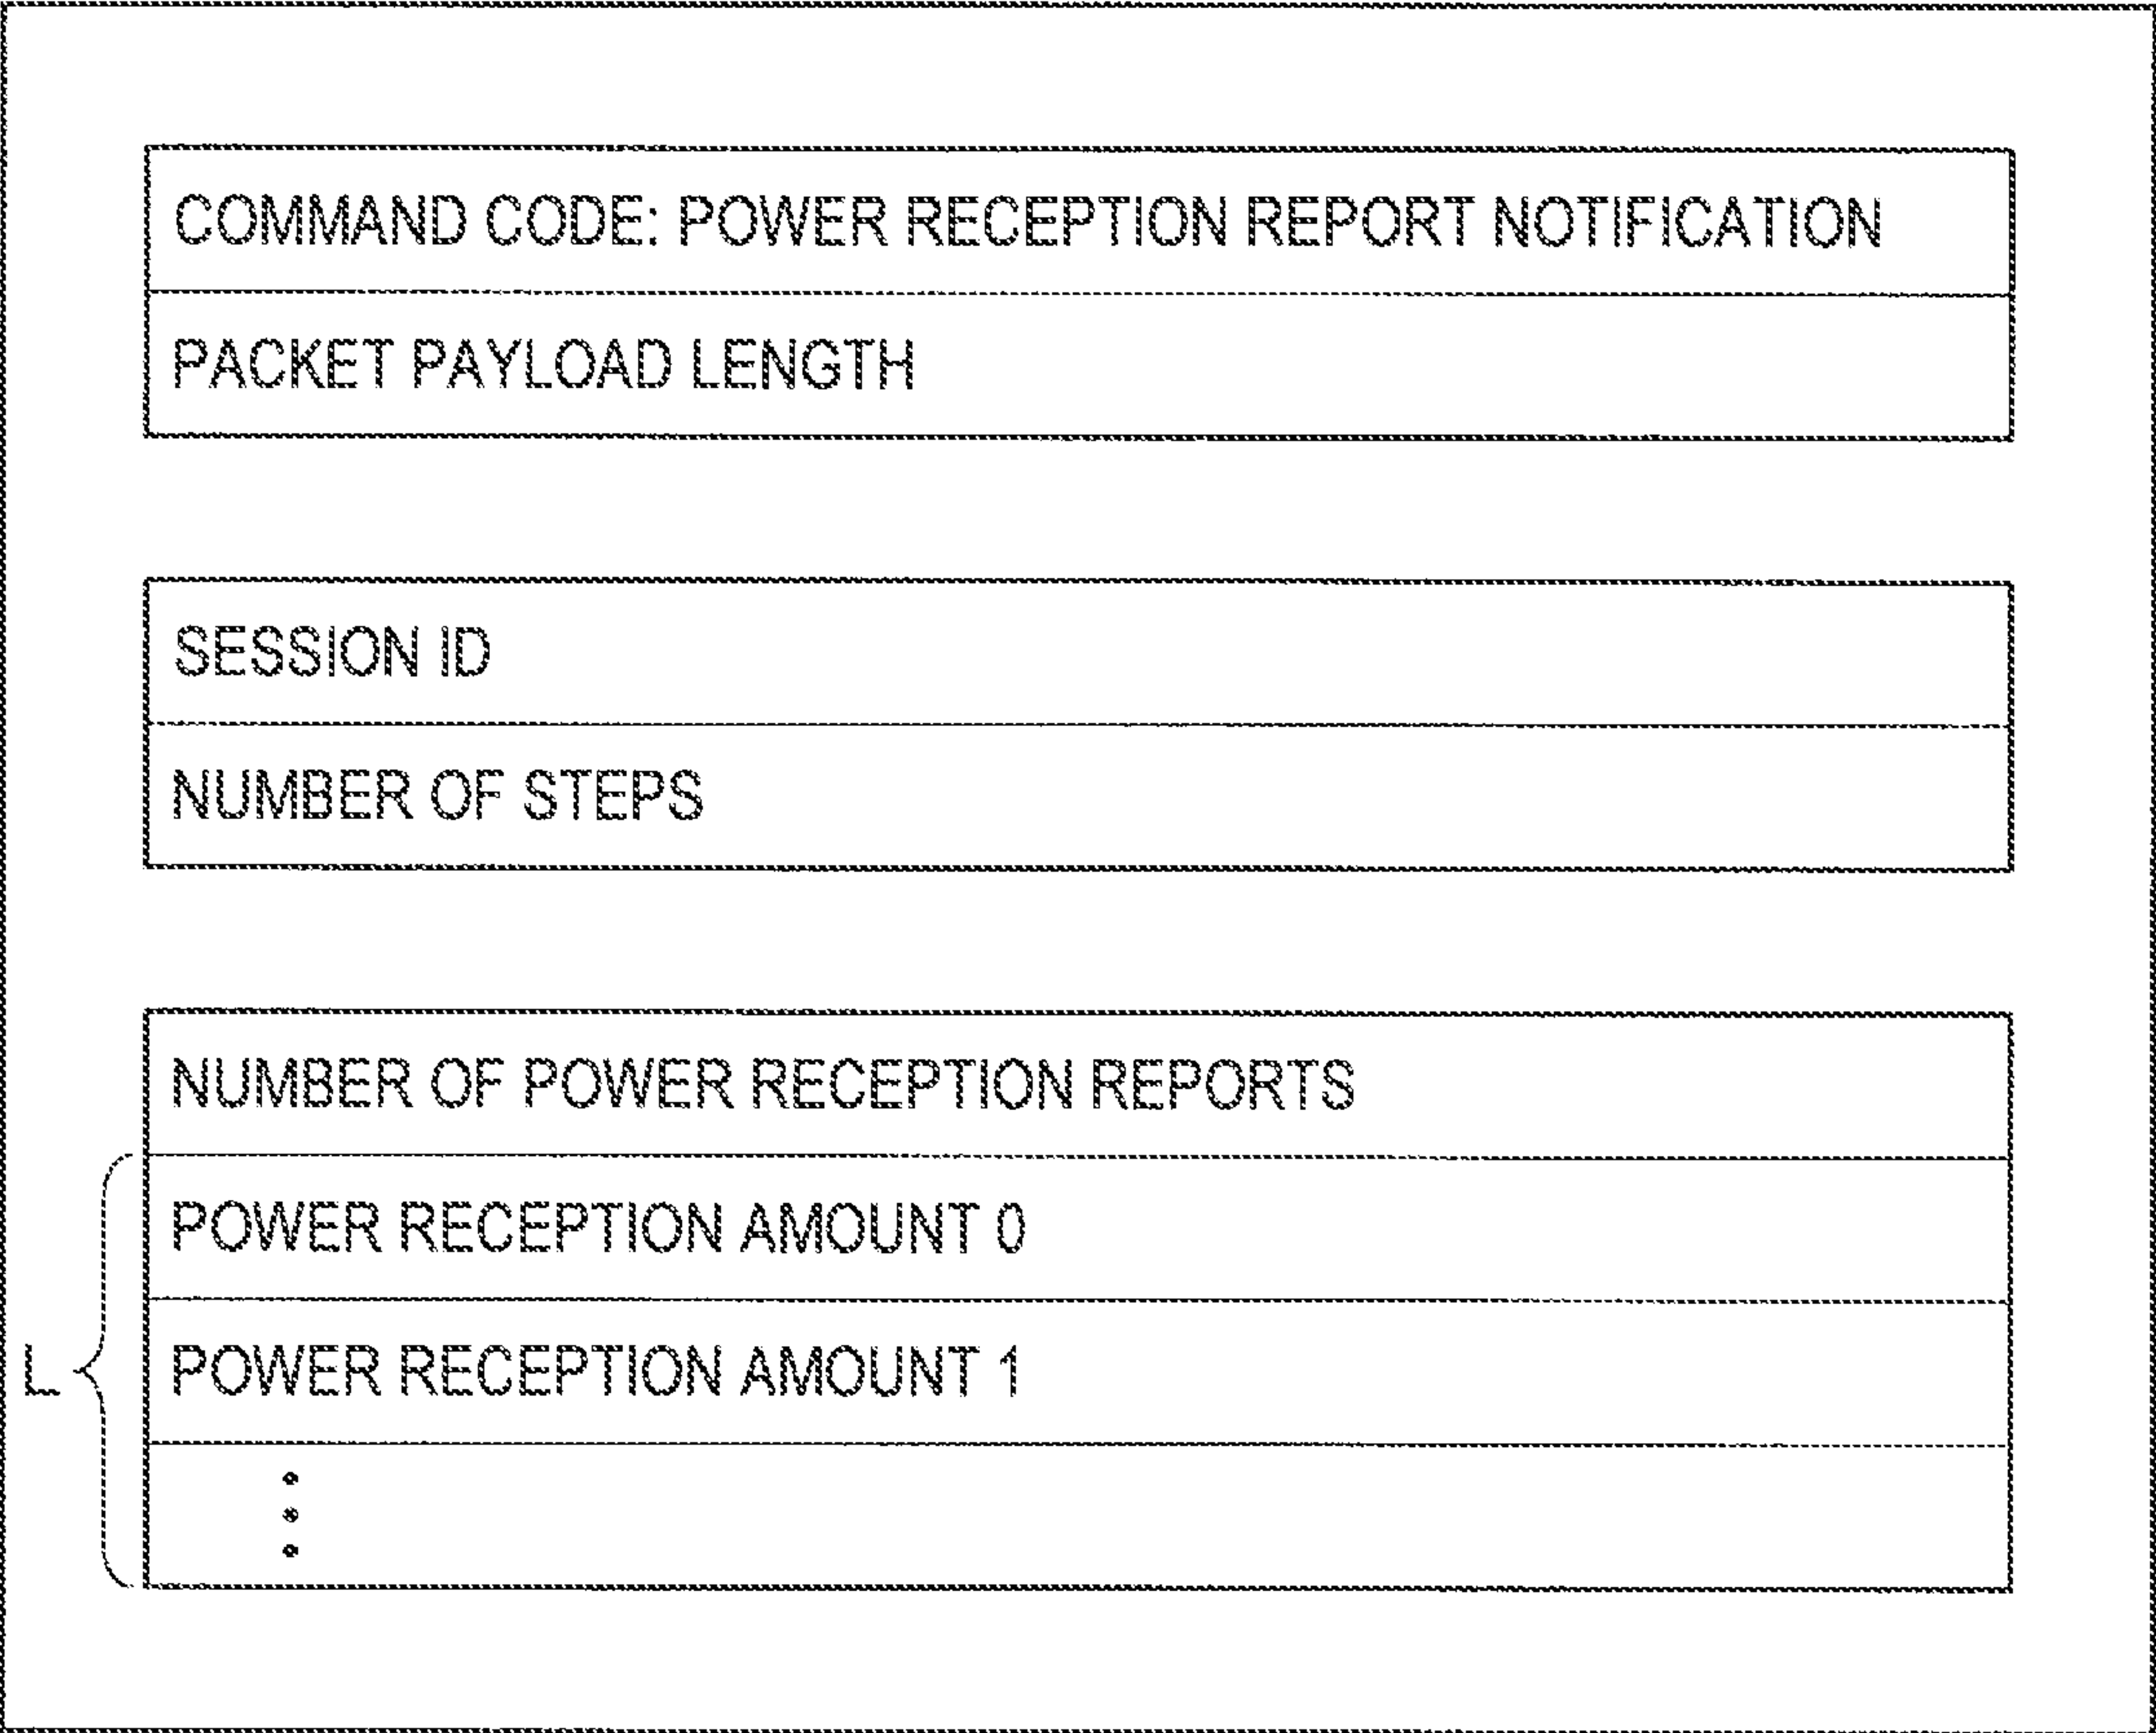 COMMAND CODE: POWER RECEPTION REPORT NOTIFICATION
PACKET PAYLOAD LENGTH
SESSION ID
NUMBER OF STEPS
NUMBER OF POWER RECEPTION REPORTS
POWER RECEPTION AMOUNT 0
L
POWER RECEPTION AMOUNT 1